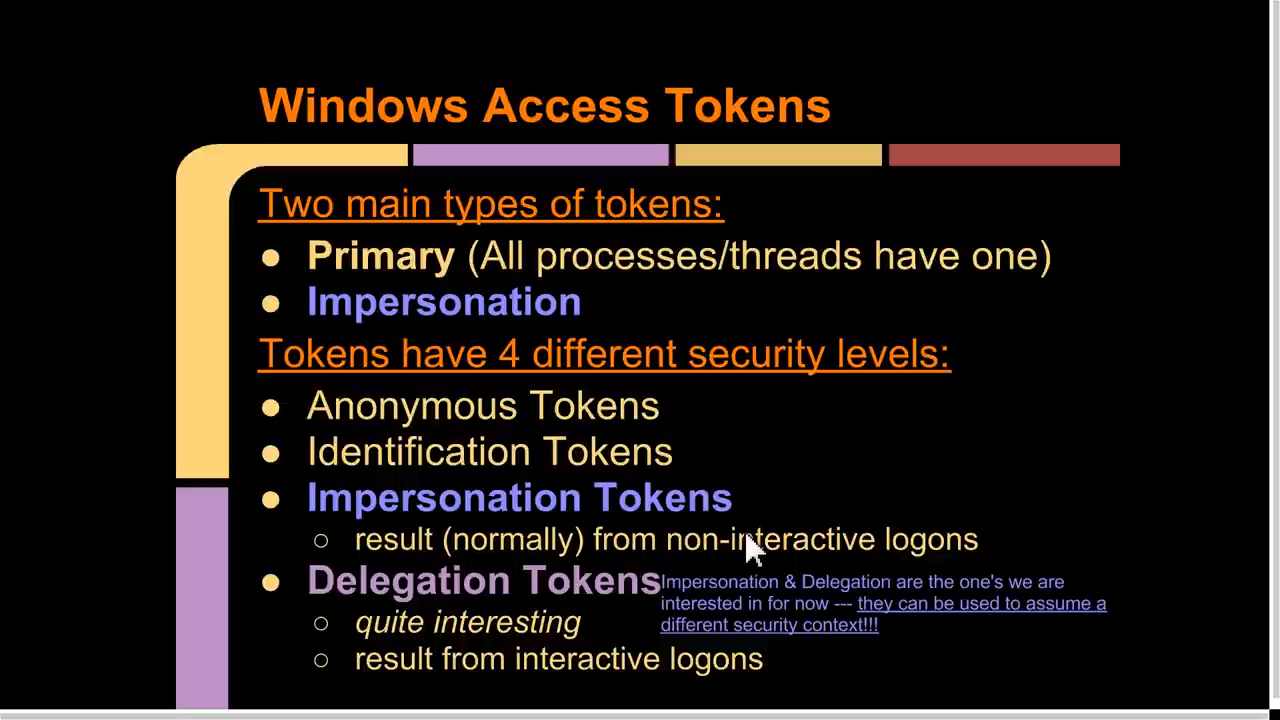 Windows Access Tokens
Two main types of tokens:
● Primary (All processes/threads have one)
● Impersonation
Tokens have 4 different security levels:
● Anonymous Tokens
● Identification Tokens
● Impersonation Tokens
○ result (normally) from non-interactive logons
● Delegation Tokens
Impersonation & Delegation are the one's we are
interested in for now --- they can be used to assume a
different security context!!!
○ quite interesting
○ result from interactive logons